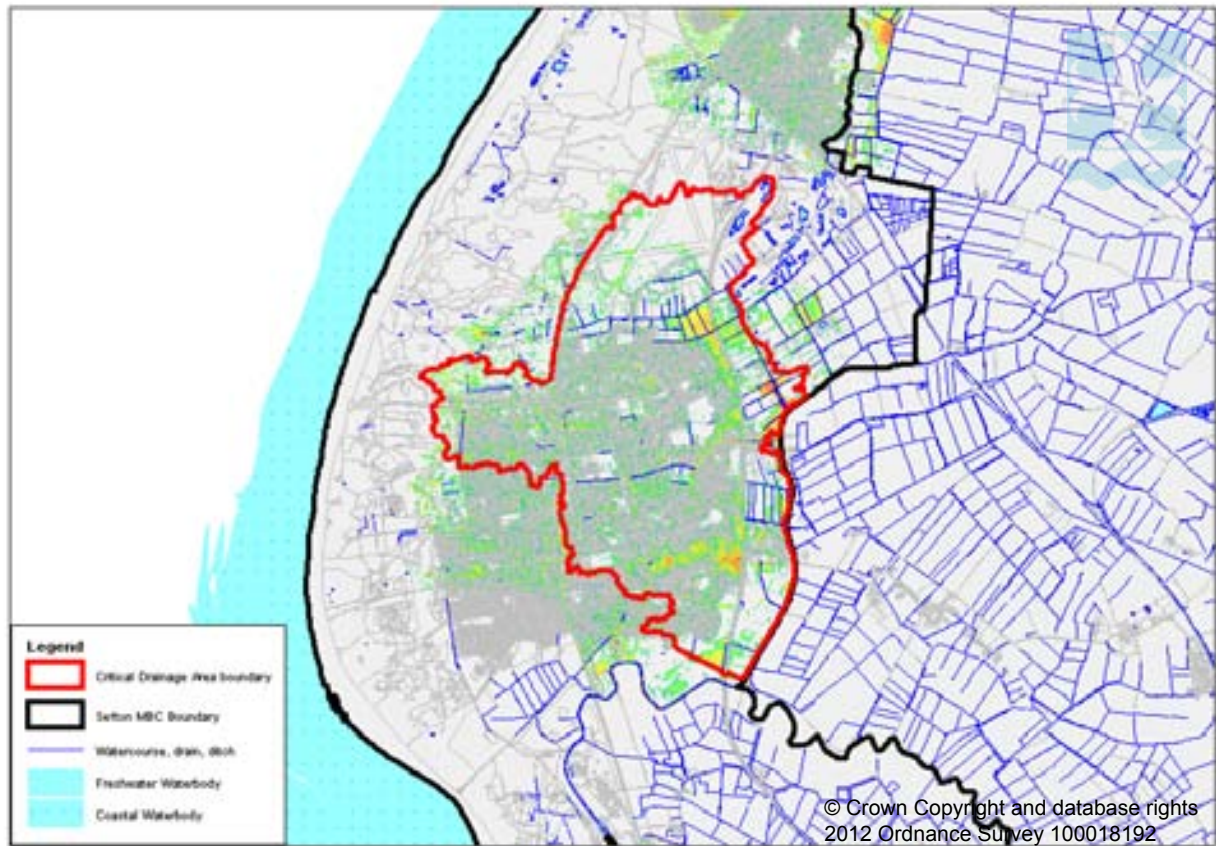 Legend
Critical Drainage Area boundary
Sefton MBC Boundary
Watercourse, drain, ditch
Freshwater Waterbody
Coastal Waterbody
© Crown Copyright and database rights
2012 Ordnance Survey 100018192